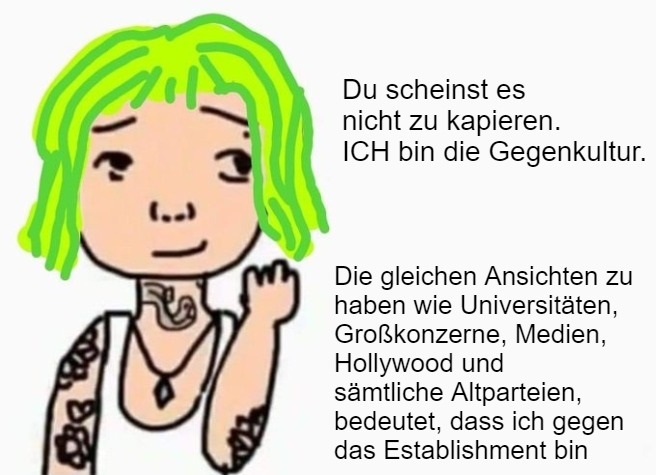 Du scheinst es
nicht zu kapieren.
ICH bin die Gegenkultur.
Die gleichen Ansichten zu
haben wie Universitäten,
Großkonzerne, Medien,
Hollywood und
sämtliche Altparteien,
bedeutet, dass ich gegen
das Establishment bin